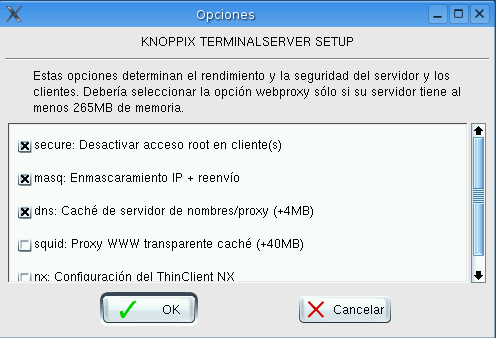 Opciones
KNOPPIX TERMINALSERVER SETUP
Estas opciones determinan el rendimiento y la seguridad del servidor y los
clientes. Debería seleccionar la opción webproxy sólo si su servidor tiene al
menos 265MB de memoria.
secure: Desactivar acceso root en cliente(s)
masq: Enmascaramiento IP + reenvío
dns: Caché de servidor de nombres/proxy (+4MB)
squid: Proxy WWW transparente caché (+40MB)
nx: Configuración del ThinClient NX
OK
Cancelar